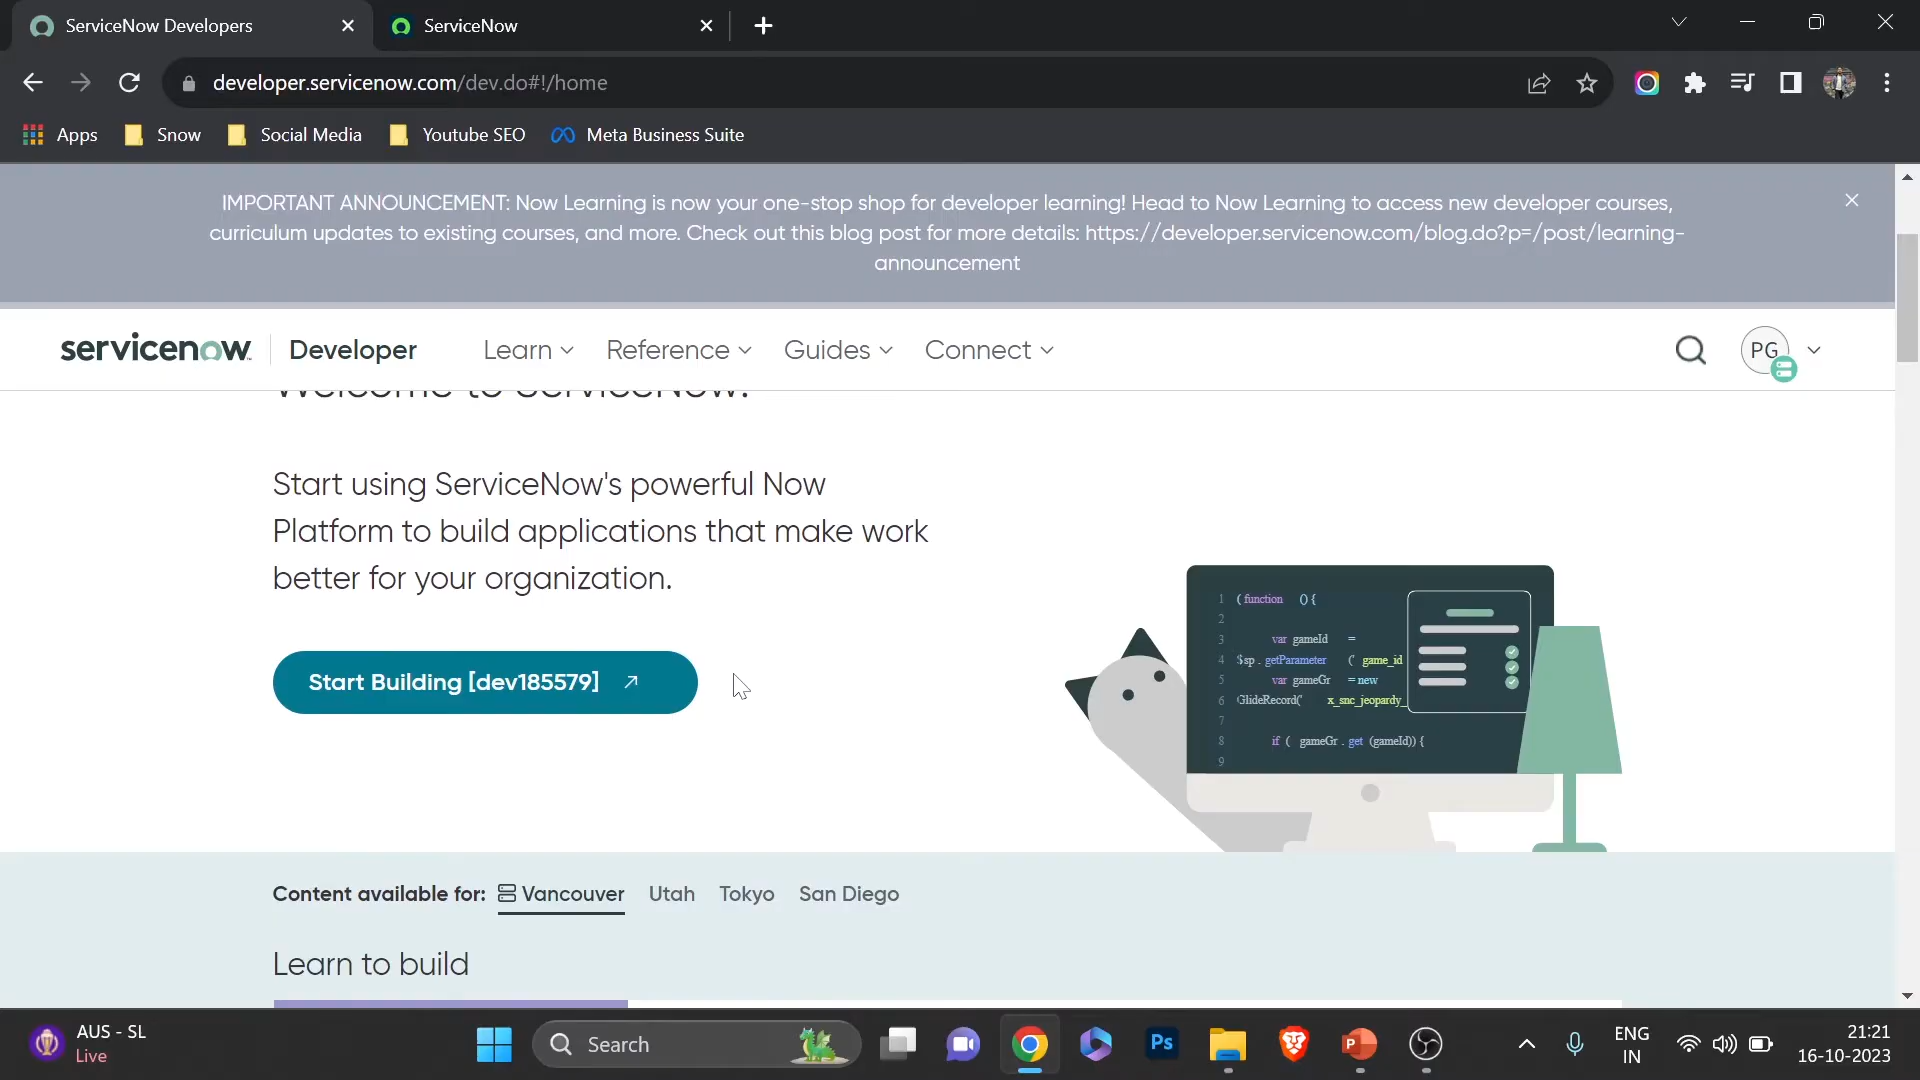 ServiceNow Developers
ServiceNow
developer.servicenow.com/dev.do#!/home
Apps
Snow
Social Media
Youtube SEO
Meta Business Suite
IMPORTANT ANNOUNCEMENT: Now Learning is now your one-stop shop for developer learning! Head to Now Learning to access new developer courses,
curriculum updates to existing courses, and more. Check out this blog post for more details: https://developer.servicenow.com/blog.do?p=/post/learning-
announcement
servicenow Developer
Learn
Reference
Guides
Connect
PG
Welcome to ServiceNow!
Start using ServiceNow's powerful Now
Platform to build applications that make work
better for your organization.
Start Building [dev185579]
1 ( function () {
2
3 var gameId =
4 $sp . getParameter (' game_id
5 var gameGr = new
6 GlideRecord(' x_snc_jeopardy_
7
8 if ( gameGr . get (gameId)) {
9
Content available for: Vancouver Utah Tokyo San Diego
Learn to build
AUS - SL
Live
Search
Ps
P
ENG
IN
21:21
16-10-2023